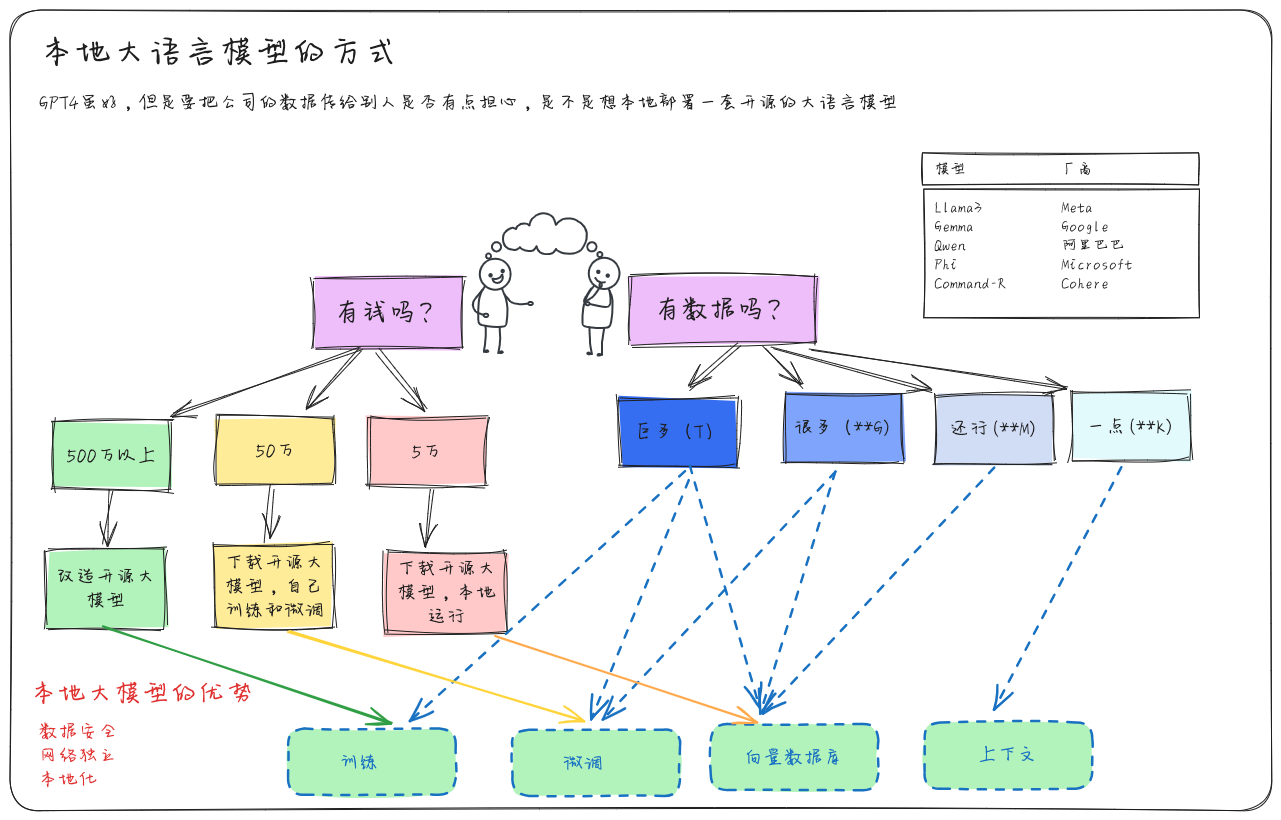 本地大语言模型的方式
GPT4虽好，但是要把公司的数据传给别人是否有点担心，是不是想本地部署一套开源的大语言模型
模型 厂商
Llama3 Meta
Gemma Google
Qwen 阿里巴巴
Phi Microsoft
Command-R Cohere
有钱吗？
有数据吗？
500万以上
50万
5万
巨多（T）
很多（**G）
还行(**M)
一点(**K)
改造开源大
模型
下载开源大
模型，自己
训练和微调
下载开源大
模型，本地
运行
本地大模型的优势
数据安全
网络独立
本地化
训练
微调
向量数据库
上下文